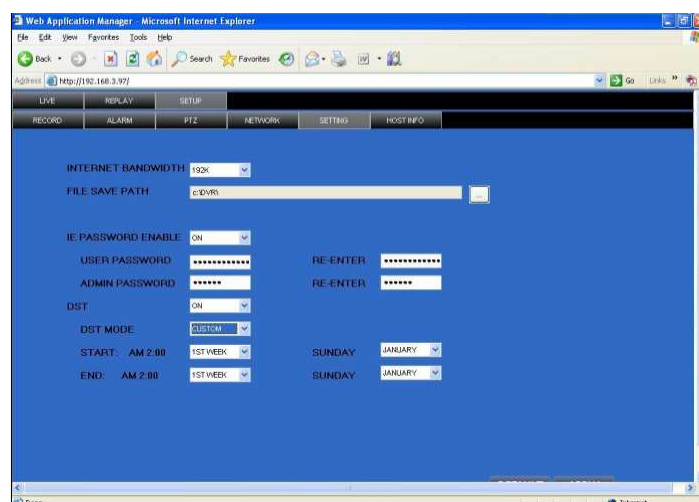 Web Application Manager - Microsoft Internet Explorer
File Edit View Favorites Tools Help
Back Search Favorites
Address http://192.168.3.97/ Go Links »
LIVE REPLAY SETUP
RECORD ALARM PTZ NETWORK SETTING HOST INFO
INTERNET BANDWIDTH 192K
FILE SAVE PATH c:\DVR\ ...
IE PASSWORD ENABLE ON
USER PASSWORD •••••••••••• RE-ENTER ••••••••••••
ADMIN PASSWORD •••••• RE-ENTER ••••••
DST ON
DST MODE CUSTOM
START: AM 2:00 1ST WEEK SUNDAY JANUARY
END: AM 2:00 1ST WEEK SUNDAY JANUARY